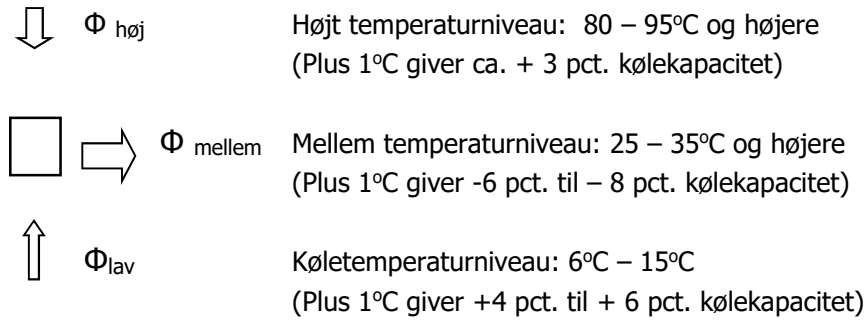 Φ høj Højt temperaturniveau: 80 – 95°C og højere
(Plus 1°C giver ca. + 3 pct. kølekapacitet)
Φ mellem Mellem temperaturniveau: 25 – 35°C og højere
(Plus 1°C giver -6 pct. til – 8 pct. kølekapacitet)
Φlav Køletemperaturniveau: 6°C – 15°C
(Plus 1°C giver +4 pct. til + 6 pct. kølekapacitet)